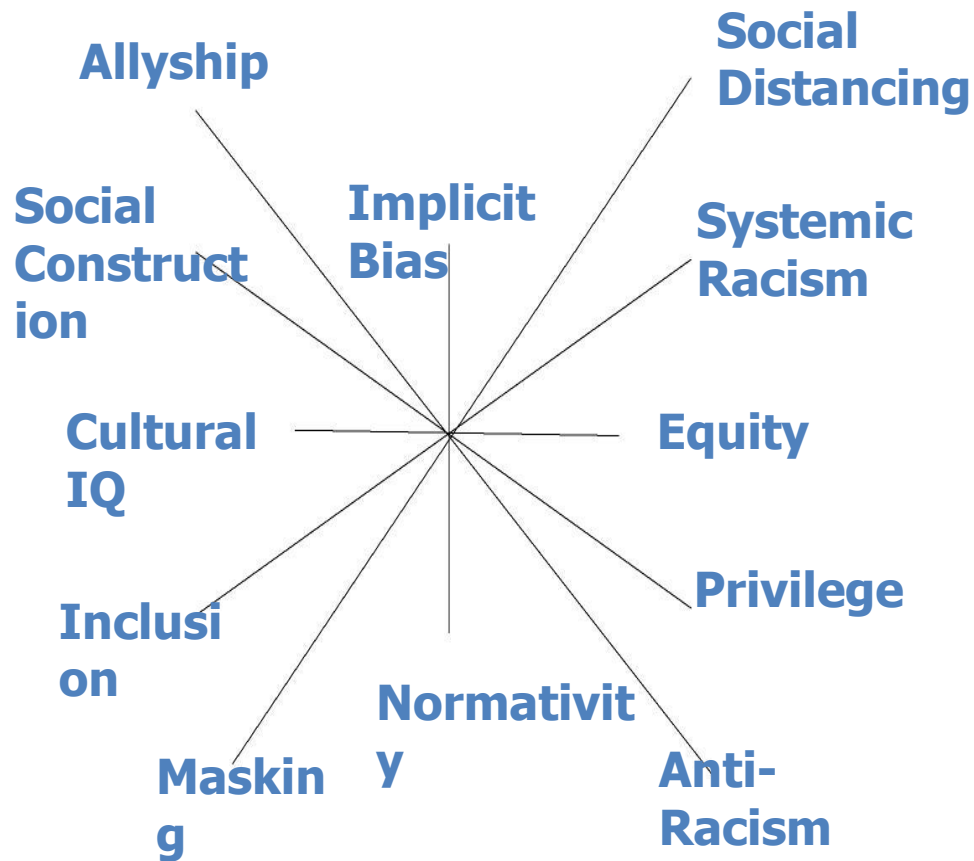 Allyship
Social
Distancing
Social
Construct
ion
Implicit
Bias
Systemic
Racism
Cultural
IQ
Equity
Inclusi
on
Privilege
Normativit
y
Maskin
g
Anti-
Racism